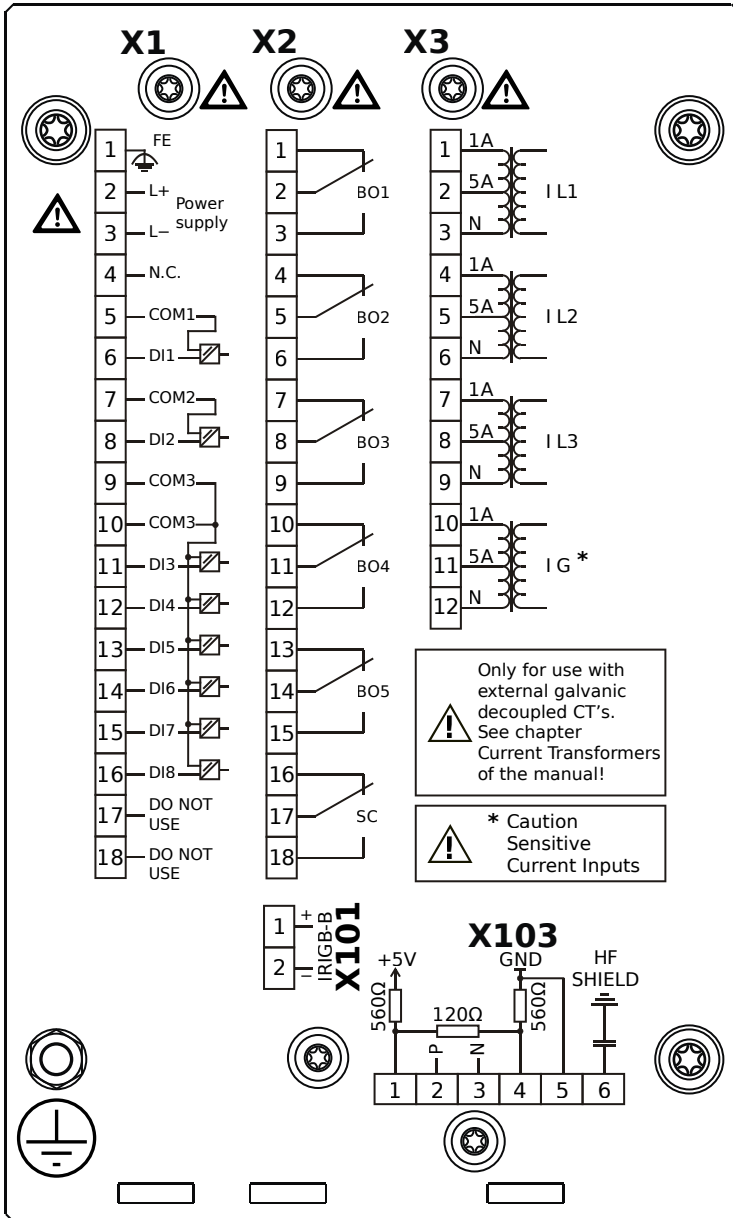 X1 X2 X3
1 FE
2 L+
Power
supply
3 L−
4 N.C.
5 COM1
6 DI1
7 COM2
8 DI2
9 COM3
10 COM3
11 DI3
12 DI4
13 DI5
14 DI6
15 DI7
16 DI8
17 DO NOT
USE
18 DO NOT
USE
1
2 BO1
3
4
5 BO2
6
7
8 BO3
9
10
11 BO4
12
13
14 BO5
15
16
17 SC
18
1 1A
2 5A I L1
3 N
4 1A
5 5A I L2
6 N
7 1A
8 5A I L3
9 N
10 1A
11 5A I G *
12 N
Only for use with
external galvanic
decoupled CT's.
See chapter
Current Transformers
of the manual!
* Caution
Sensitive
Current Inputs
1 +
2 −
IRIGB-B
X101
X103
+5V GND HF
SHIELD
560Ω 120Ω 560Ω
P N
1 2 3 4 5 6